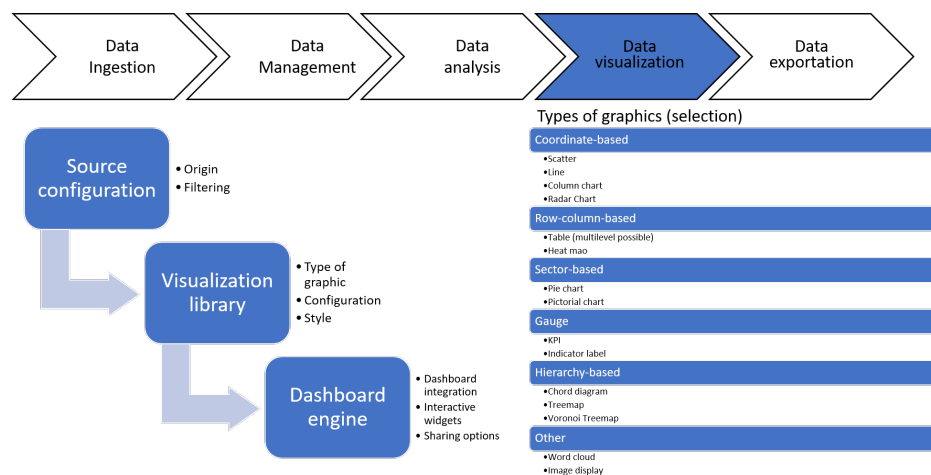 Data
Ingestion
Data
Management
Data
analysis
Data
visualization
Data
exportation
Source
configuration
• Origin
• Filtering
Visualization
library
• Type of
graphic
• Configuration
• Style
Dashboard
engine
• Dashboard
integration
• Interactive
widgets
• Sharing options
Types of graphics (selection)
Coordinate-based
•Scatter
•Line
•Column chart
•Radar Chart
Row-column-based
•Table (multilevel possible)
•Heat mao
Sector-based
•Pie chart
•Pictorial chart
Gauge
•KPI
•Indicator label
Hierarchy-based
•Chord diagram
•Treemap
•Voronoi Treemap
Other
•Word cloud
•Image display